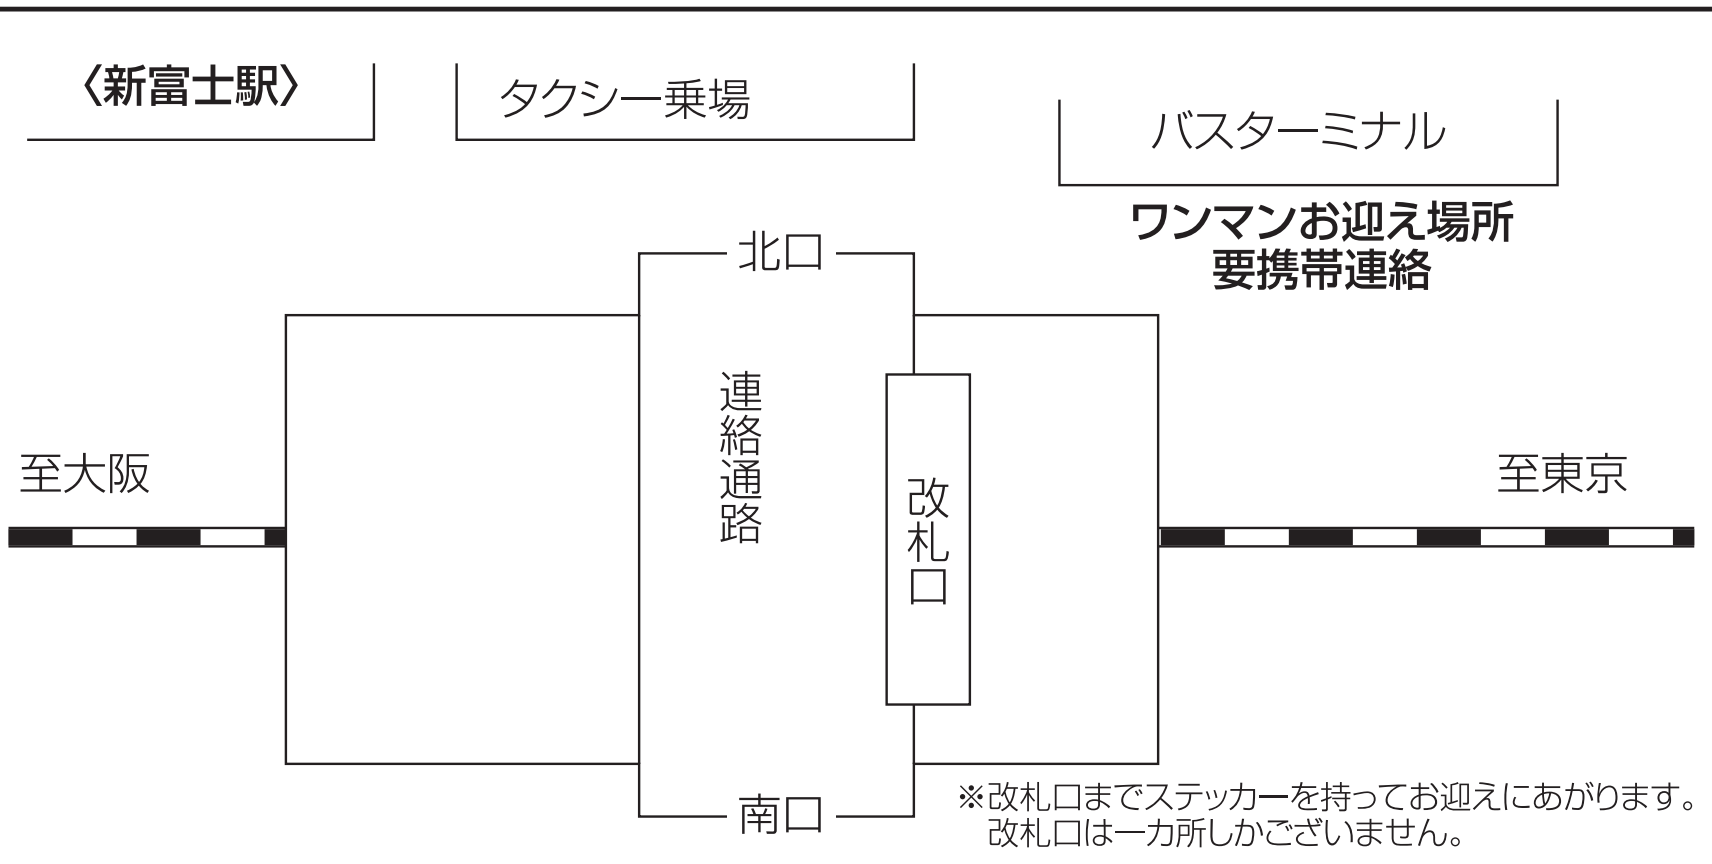 〈新富士駅〉
タクシー乗場
バスターミナル
ワンマンお迎え場所
要携帯連絡
北口
連絡通路
改札口
至大阪
至東京
南口
※改札口までステッカーを持ってお迎えにあがります。
改札口は一カ所しかございません。